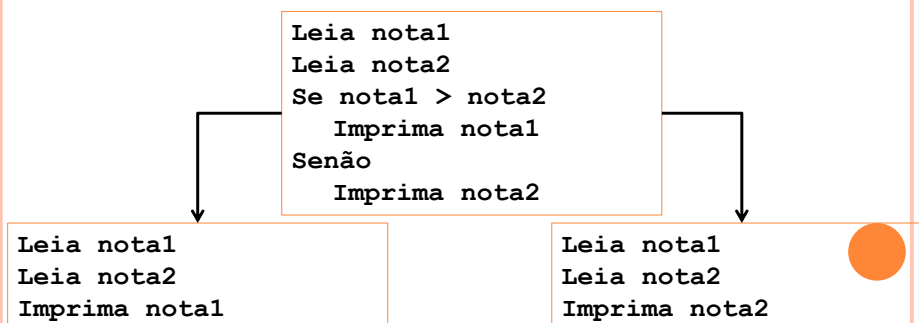 Leia nota1
Leia nota2
Se nota1 > nota2
Imprima nota1
Senão
Imprima nota2
Leia nota1
Leia nota2
Imprima nota1
Leia nota1
Leia nota2
Imprima nota2